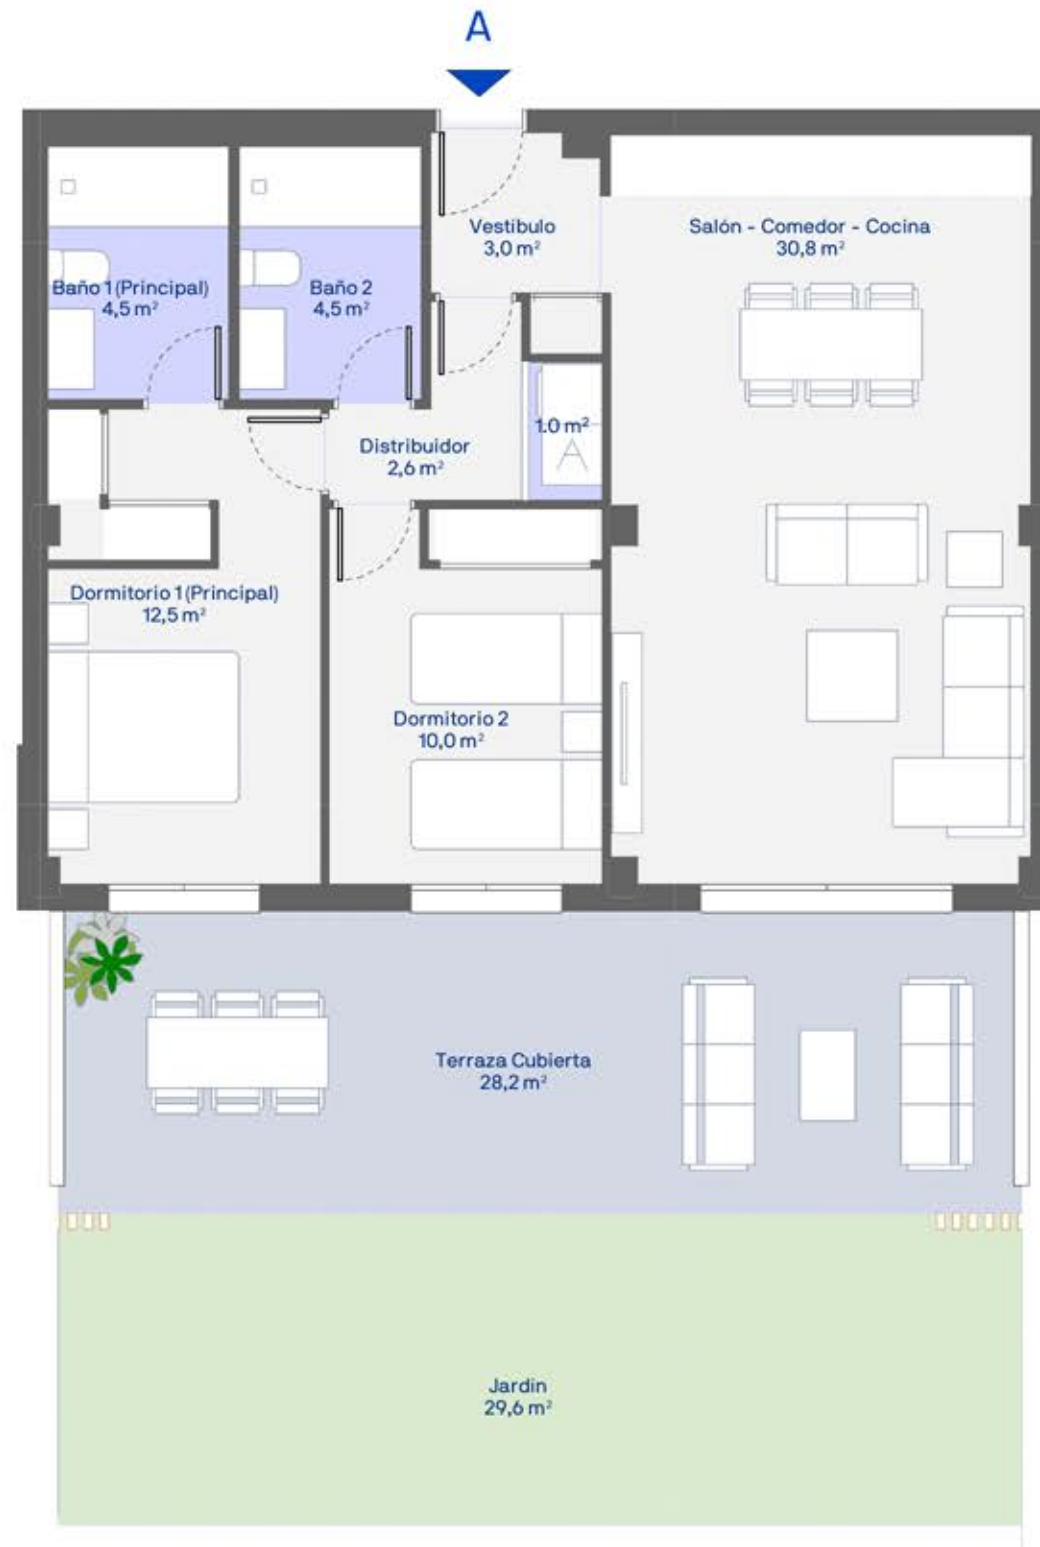 A
Vestíbulo
3,0 m²
Salón - Comedor - Cocina
30,8 m²
Baño 1 (Principal)
4,5 m²
Baño 2
4,5 m²
1.0 m²
Distribuidor
2,6 m²
Dormitorio 1 (Principal)
12,5 m²
Dormitorio 2
10,0 m²
Terraza Cubierta
28,2 m²
Jardin
29,6 m²